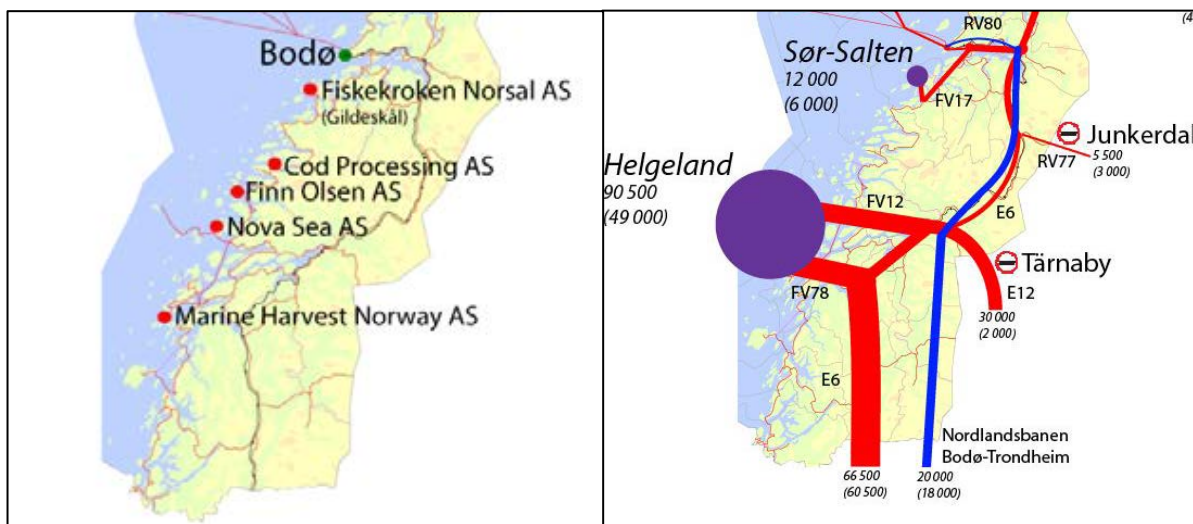 Bodø
Fiskekroken Norsal AS
(Gildeskål)
Cod Processing AS
Finn Olsen AS
Nova Sea AS
Marine Harvest Norway AS
(4
RV80
Sør-Salten
12 000
(6 000)
FV17
Junkerdal
RV77
5 500
(3 000)
Helgeland
90 500
(49 000)
FV12
E6
Tärnaby
FV78
E12
30 000
(2 000)
E6
Nordlandsbanen
Bodø-Trondheim
66 500
(60 500)
20 000
(18 000)